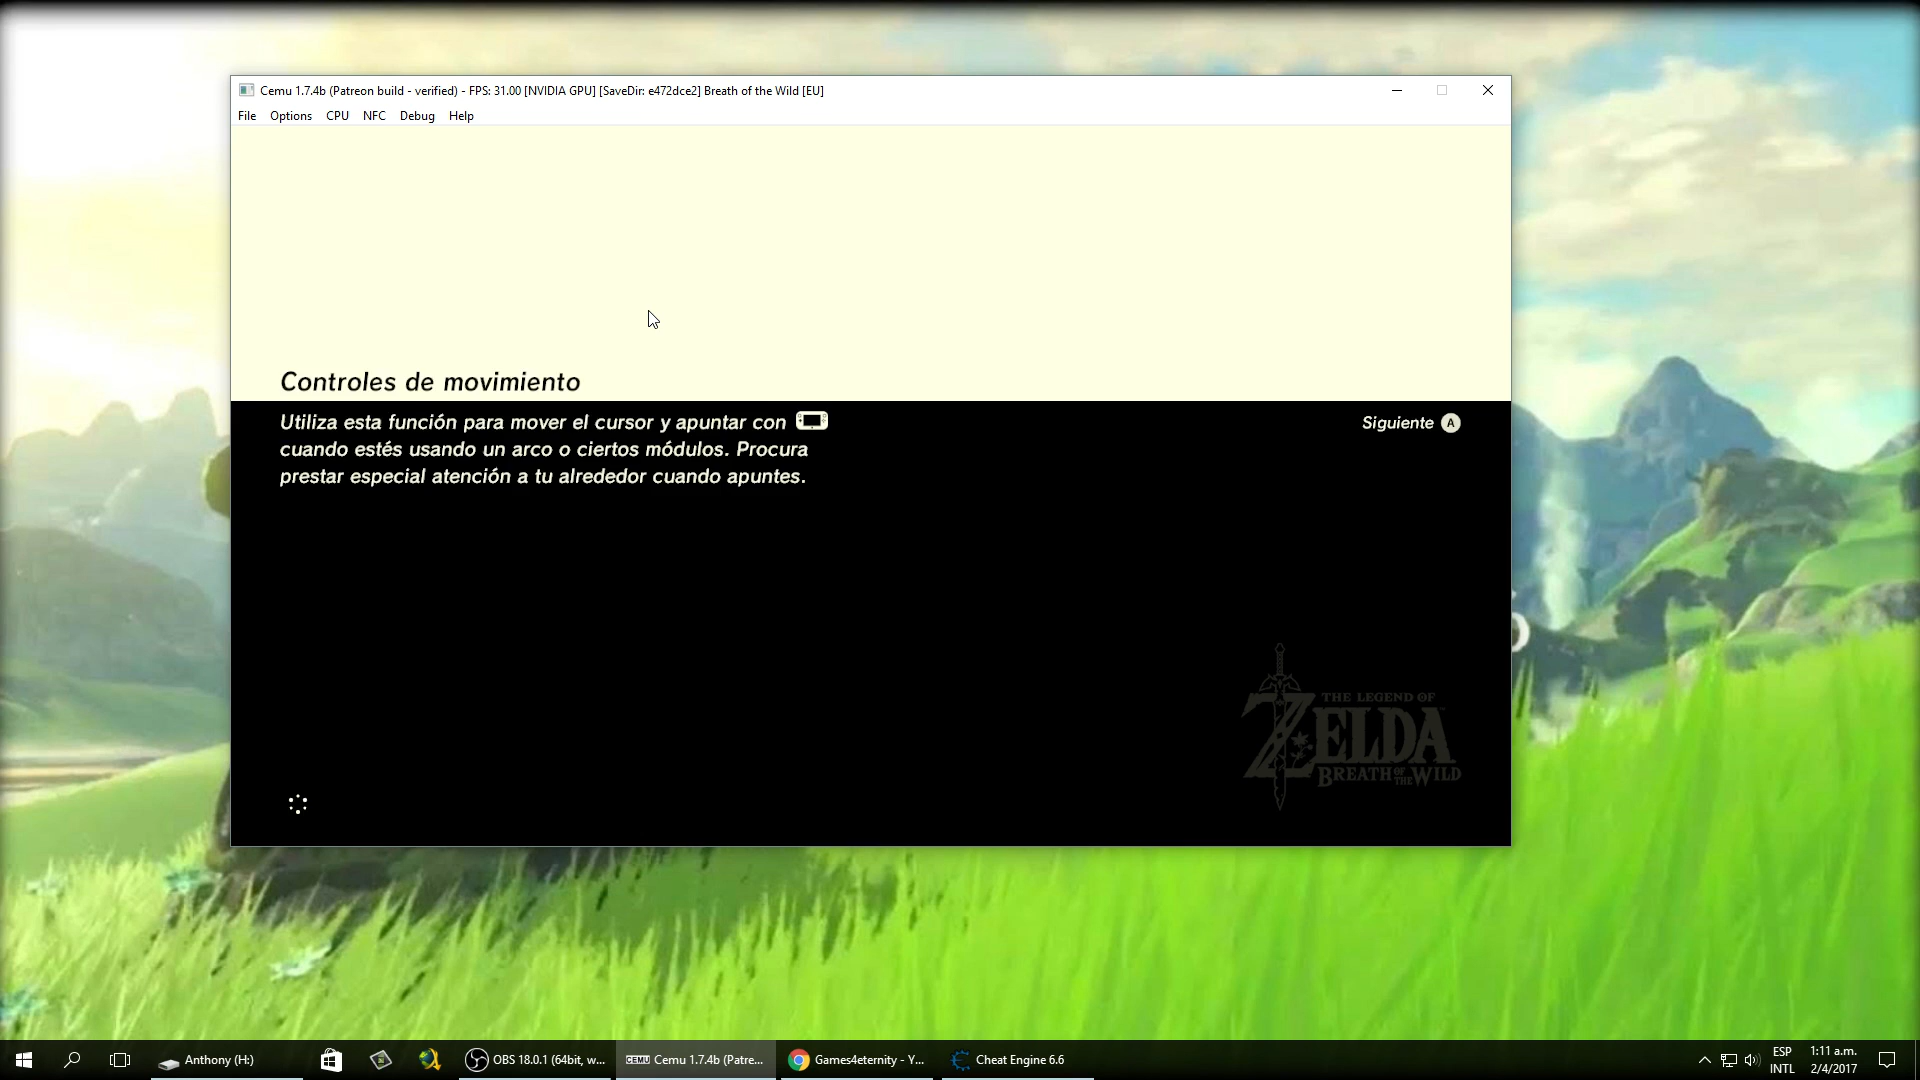 Cemu 1.7.4b (Patreon build - verified) - FPS: 31.00 [NVIDIA GPU] [SaveDir: e472dce2] Breath of the Wild [EU]
File Options CPU NFC Debug Help
Controles de movimiento
Utiliza esta función para mover el cursor y apuntar con
cuando estés usando un arco o ciertos módulos. Procura
prestar especial atención a tu alrededor cuando apuntes.
Siguiente A
THE LEGEND OF
ZELDA
BREATH OF THE WILD
Anthony (H:)
OBS 18.0.1 (64bit, w...
CEMU Cemu 1.7.4b (Patre...
Games4eternity - Y...
Cheat Engine 6.6
ESP
INTL
1:11 a.m.
2/4/2017